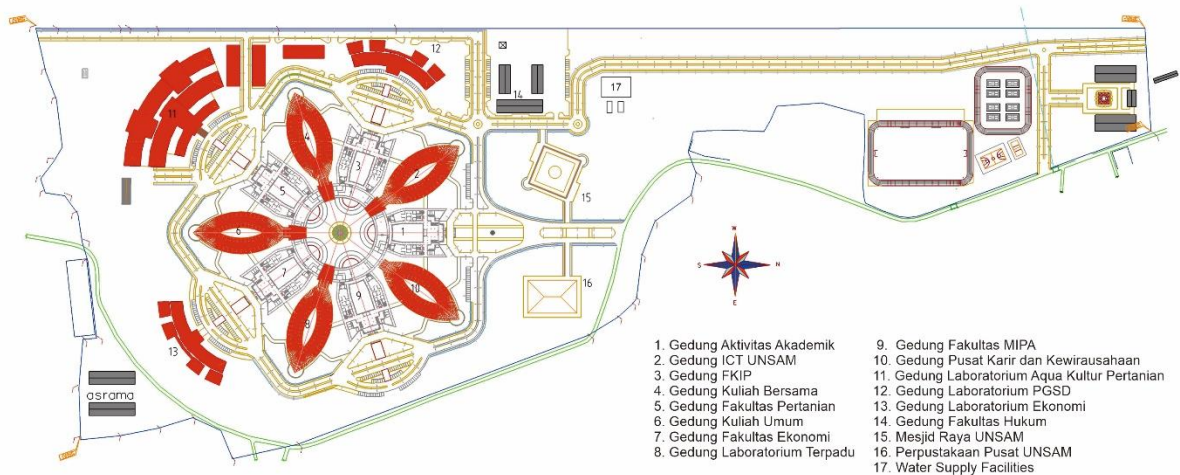 12
17
14
11
4
3
2
5
15
6
1
W
S N
E
7
9
10
16
8
13
asrama
1. Gedung Aktivitas Akademik
2. Gedung ICT UNSAM
3. Gedung FKIP
4. Gedung Kuliah Bersama
5. Gedung Fakultas Pertanian
6. Gedung Kuliah Umum
7. Gedung Fakultas Ekonomi
8. Gedung Laboratorium Terpadu
9. Gedung Fakultas MIPA
10. Gedung Pusat Karir dan Kewirausahaan
11. Gedung Laboratorium Aqua Kultur Pertanian
12. Gedung Laboratorium PGSD
13. Gedung Laboratorium Ekonomi
14. Gedung Fakultas Hukum
15. Mesjid Raya UNSAM
16. Perpustakaan Pusat UNSAM
17. Water Supply Facilities